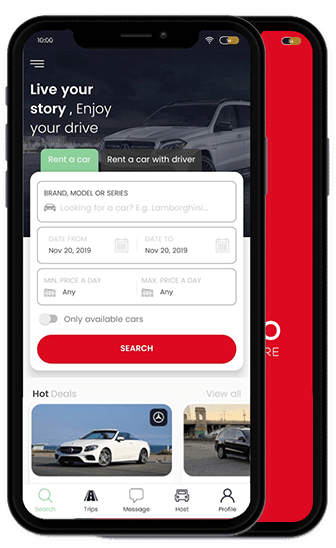 10:00
Live your
story , Enjoy
your drive
Rent a car
Rent a car with driver
BRAND, MODEL OR SERIES
Looking for a car? E.g. Lamborghini...
DATE FROM
Nov 20, 2019
DATE TO
Nov 20, 2019
MIN. PRICE A DAY
Any
MAX. PRICE A DAY
Any
Only available cars
SEARCH
Hot Deals
View all
Search
Trips
Message
Host
Profile
O
RE